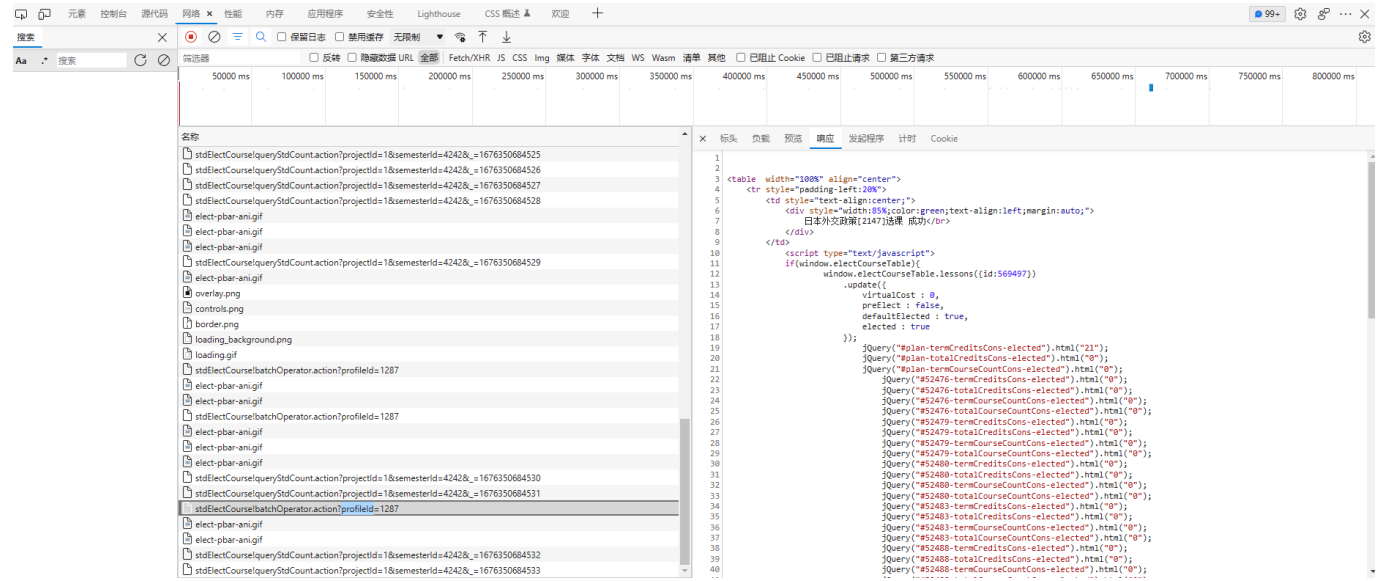 元素 控制台 源代码 网络 × 性能 内存 应用程序 安全性 Lighthouse CSS 概述 欢迎 99+
搜索
保留日志 禁用缓存 无限制
Aa .* 搜索
筛选器 反转 隐藏数据 URL 全部 Fetch/XHR JS CSS Img 媒体 字体 文档 WS Wasm 清单 其他 已阻止 Cookie 已阻止请求 第三方请求
50000 ms 100000 ms 150000 ms 200000 ms 250000 ms 300000 ms 350000 ms 400000 ms 450000 ms 500000 ms 550000 ms 600000 ms 650000 ms 700000 ms 750000 ms 800000 ms
名称
stdElectCourse!queryStdCount.action?projectId=1&semesterId=4242&_=1676350684525
stdElectCourse!queryStdCount.action?projectId=1&semesterId=4242&_=1676350684526
stdElectCourse!queryStdCount.action?projectId=1&semesterId=4242&_=1676350684527
stdElectCourse!queryStdCount.action?projectId=1&semesterId=4242&_=1676350684528
elect-pbar-ani.gif
elect-pbar-ani.gif
elect-pbar-ani.gif
stdElectCourse!queryStdCount.action?projectId=1&semesterId=4242&_=1676350684529
elect-pbar-ani.gif
overlay.png
controls.png
border.png
loading_background.png
loading.gif
stdElectCourse!batchOperator.action?profileId=1287
elect-pbar-ani.gif
elect-pbar-ani.gif
stdElectCourse!batchOperator.action?profileId=1287
elect-pbar-ani.gif
elect-pbar-ani.gif
elect-pbar-ani.gif
stdElectCourse!queryStdCount.action?projectId=1&semesterId=4242&_=1676350684530
stdElectCourse!queryStdCount.action?projectId=1&semesterId=4242&_=1676350684531
stdElectCourse!batchOperator.action?profileId=1287
elect-pbar-ani.gif
elect-pbar-ani.gif
stdElectCourse!queryStdCount.action?projectId=1&semesterId=4242&_=1676350684532
stdElectCourse!queryStdCount.action?projectId=1&semesterId=4242&_=1676350684533
× 标头 负载 预览 响应 发起程序 计时 Cookie
1
2
3 <table width="100%" align="center">
4 <tr style="padding-left:20%">
5 <td style="text-align:center;">
6 <div style="width:85%;color:green;text-align:left;margin:auto;">
7 日本外交政策[2147]选课 成功</br>
8 </div>
9 </td>
10 <script type="text/javascript">
11 if(window.electCourseTable){
12 window.electCourseTable.lessons({id:569497})
13 .update({
14 virtualCost : 0,
15 preElect : false,
16 defaultElected : true,
17 elected : true
18 });
19 jQuery("#plan-termCreditsCons-elected").html("21");
20 jQuery("#plan-totalCreditsCons-elected").html("0");
21 jQuery("#plan-termCourseCountCons-elected").html("0");
22 jQuery("#52476-termCreditsCons-elected").html("0");
23 jQuery("#52476-totalCreditsCons-elected").html("0");
24 jQuery("#52476-termCourseCountCons-elected").html("0");
25 jQuery("#52476-totalCourseCountCons-elected").html("0");
26 jQuery("#52479-termCreditsCons-elected").html("0");
27 jQuery("#52479-totalCreditsCons-elected").html("0");
28 jQuery("#52479-termCourseCountCons-elected").html("0");
29 jQuery("#52479-totalCourseCountCons-elected").html("0");
30 jQuery("#52480-termCreditsCons-elected").html("0");
31 jQuery("#52480-totalCreditsCons-elected").html("0");
32 jQuery("#52480-termCourseCountCons-elected").html("0");
33 jQuery("#52480-totalCourseCountCons-elected").html("0");
34 jQuery("#52483-termCreditsCons-elected").html("0");
35 jQuery("#52483-totalCreditsCons-elected").html("0");
36 jQuery("#52483-termCourseCountCons-elected").html("0");
37 jQuery("#52483-totalCourseCountCons-elected").html("0");
38 jQuery("#52488-termCreditsCons-elected").html("0");
39 jQuery("#52488-totalCreditsCons-elected").html("0");
40 jQuery("#52488-termCourseCountCons-elected").html("0");